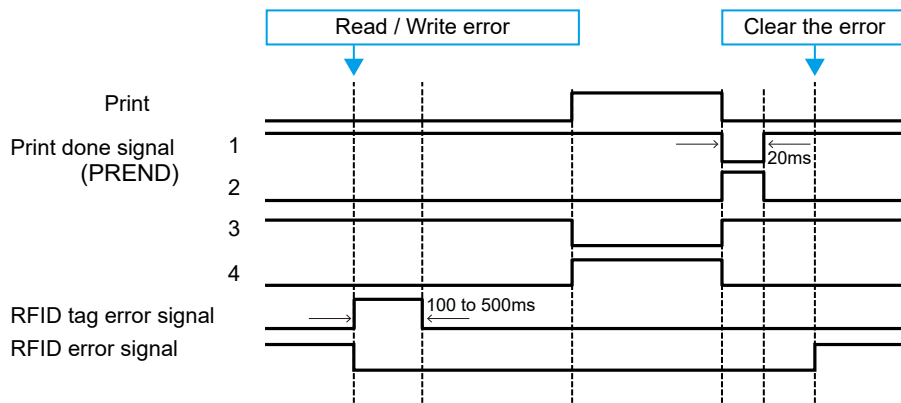 Read / Write error
Clear the error
Print
Print done signal
(PREND)
1
20ms
2
3
4
100 to 500ms
RFID tag error signal
RFID error signal